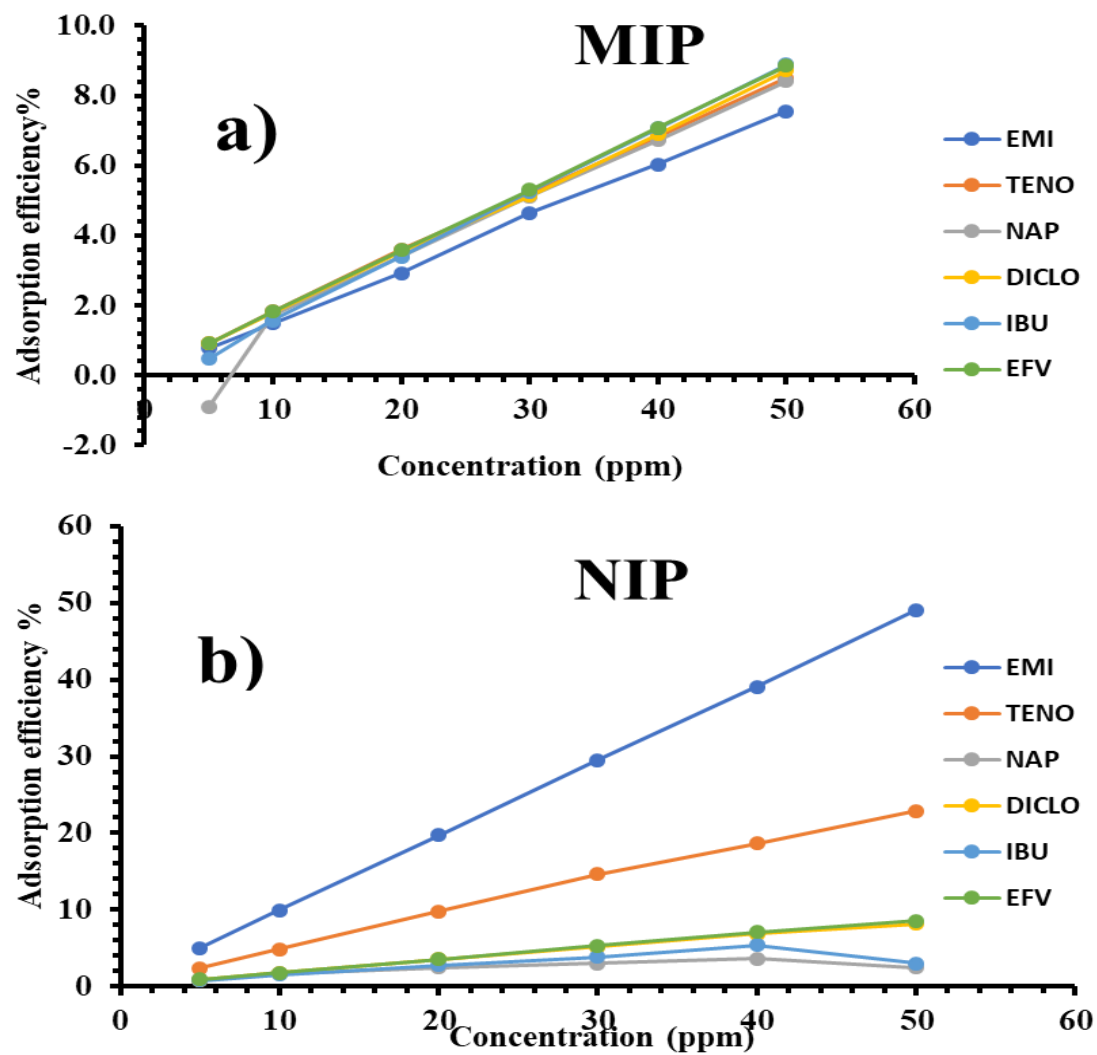 MIP
a)
Adsorption efficiency%
10.0
8.0
6.0
4.0
2.0
0.0
-2.0
0 10 20 30 40 50 60
Concentration (ppm)
EMI
TENO
NAP
DICLO
IBU
EFV
NIP
b)
Adsorption efficiency %
60
50
40
30
20
10
0
0 10 20 30 40 50 60
Concentration (ppm)
EMI
TENO
NAP
DICLO
IBU
EFV